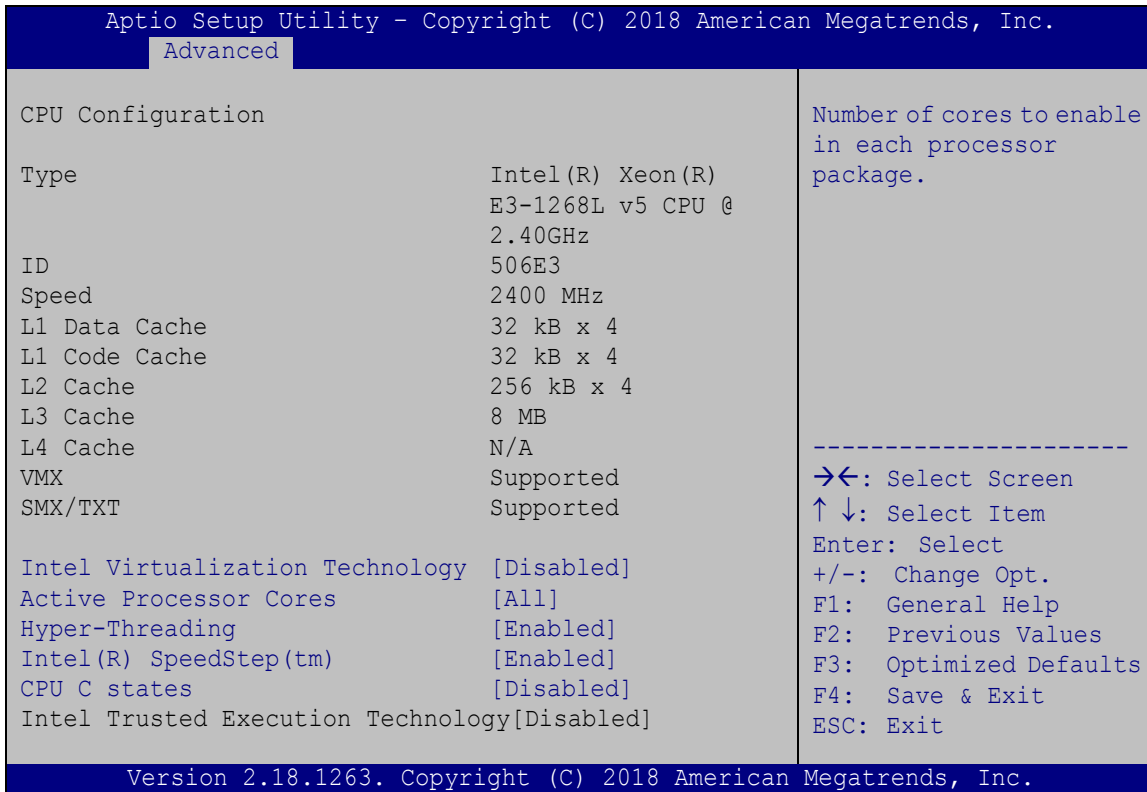 Aptio Setup Utility – Copyright (C) 2018 American Megatrends, Inc.
Advanced
CPU Configuration
Type Intel(R) Xeon(R)
E3-1268L v5 CPU @
2.40GHz
ID 506E3
Speed 2400 MHz
L1 Data Cache 32 kB x 4
L1 Code Cache 32 kB x 4
L2 Cache 256 kB x 4
L3 Cache 8 MB
L4 Cache N/A
VMX Supported
SMX/TXT Supported
Intel Virtualization Technology [Disabled]
Active Processor Cores [All]
Hyper-Threading [Enabled]
Intel(R) SpeedStep(tm) [Enabled]
CPU C states [Disabled]
Intel Trusted Execution Technology[Disabled]
Number of cores to enable
in each processor
package.
----------------------
→←: Select Screen
↑ ↓: Select Item
Enter: Select
+/-: Change Opt.
F1: General Help
F2: Previous Values
F3: Optimized Defaults
F4: Save & Exit
ESC: Exit
Version 2.18.1263. Copyright (C) 2018 American Megatrends, Inc.